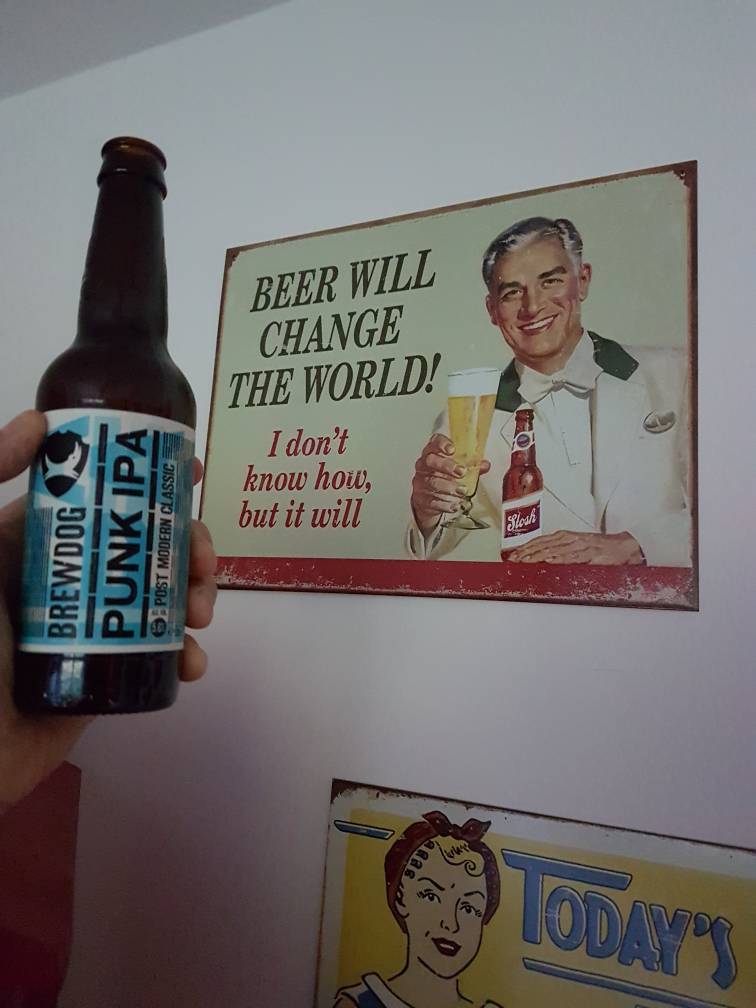 BREWDOG
PUNK IPA
POST MODERN CLASSIC
BEER WILL
CHANGE
THE WORLD!
I don't
know how,
but it will
Slosh
TODAY'S